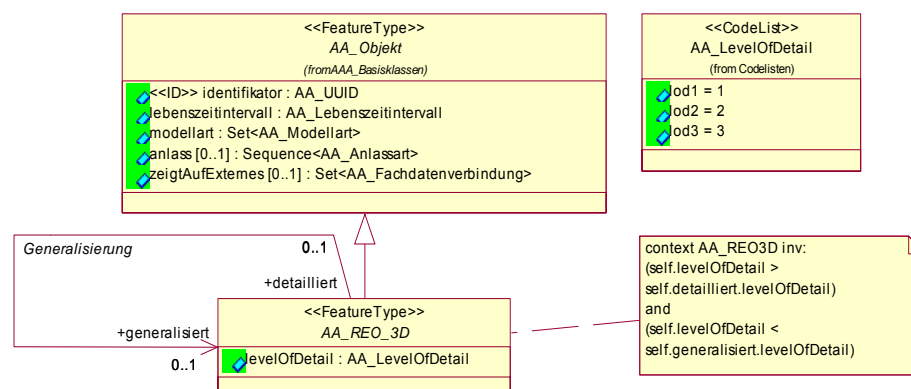 <<FeatureType>>
AA_Objekt
(fromAAA_Basisklassen)
<<ID>> identifikator : AA_UUID
lebenszeitintervall : AA_Lebenszeitintervall
modellart : Set<AA_Modellart>
anlass [0..1] : Sequence<AA_Anlassart>
zeigtAufExternes [0..1] : Set<AA_Fachdatenverbindung>
<<CodeList>>
AA_LevelOfDetail
(from Codelisten)
lod1 = 1
lod2 = 2
lod3 = 3
Generalisierung
0..1
+detailliert
+generalisiert
0..1
<<FeatureType>>
AA_REO_3D
levelOfDetail : AA_LevelOfDetail
context AA_REO3D inv:
(self.levelOfDetail >
self.detailliert.levelOfDetail)
and
(self.levelOfDetail <
self.generalisiert.levelOfDetail)